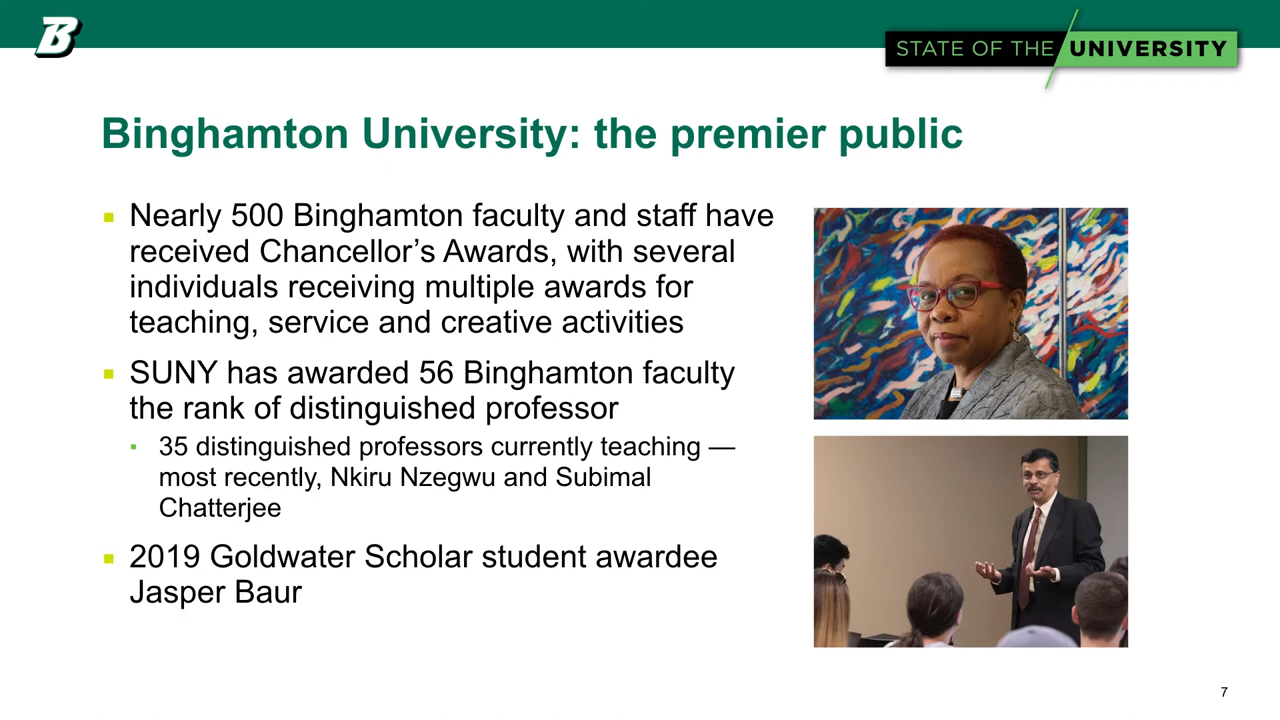 B
STATE OF THE UNIVERSITY
Binghamton University: the premier public
Nearly 500 Binghamton faculty and staff have
received Chancellor’s Awards, with several
individuals receiving multiple awards for
teaching, service and creative activities
SUNY has awarded 56 Binghamton faculty
the rank of distinguished professor
35 distinguished professors currently teaching —
most recently, Nkiru Nzegwu and Subimal
Chatterjee
2019 Goldwater Scholar student awardee
Jasper Baur
7